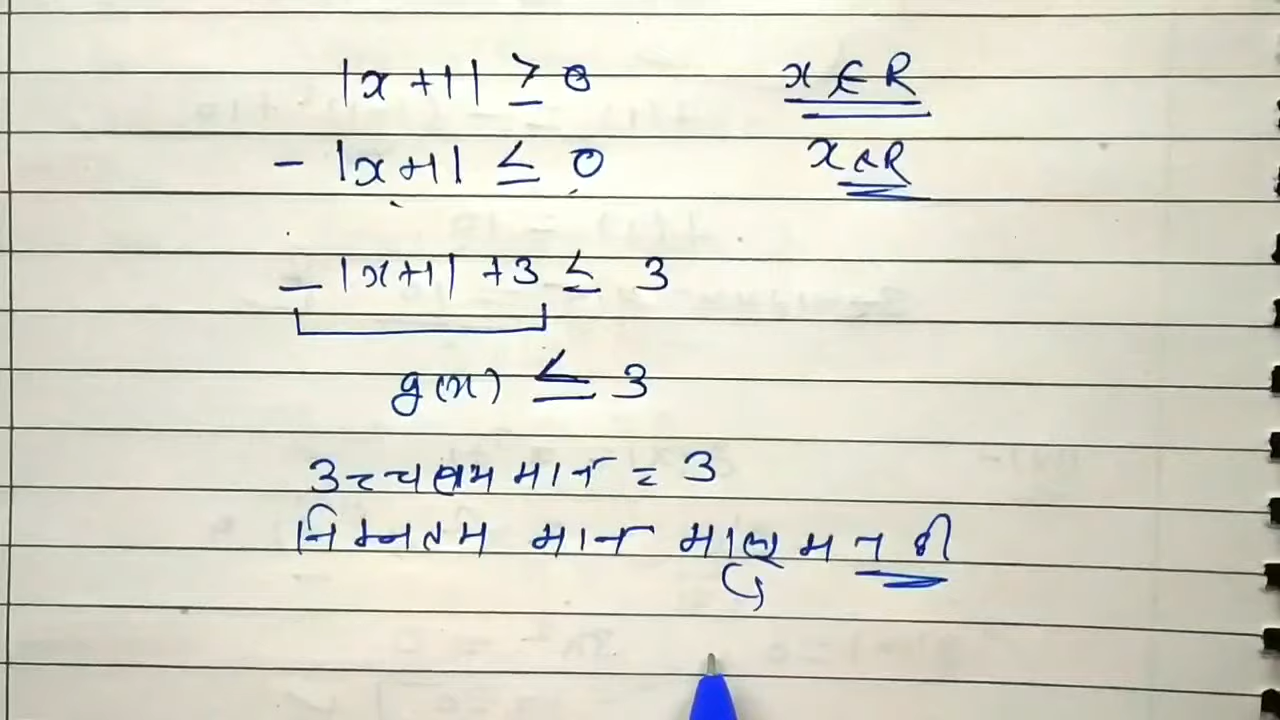 |x+1| ≥ 0 x ∈ R
- |x+1| ≤ 0 x ∈ R
- |x+1| +3 ≤ 3
g(x) ≤ 3
उच्चतम मान = 3
निम्नतम मान मालुम नही